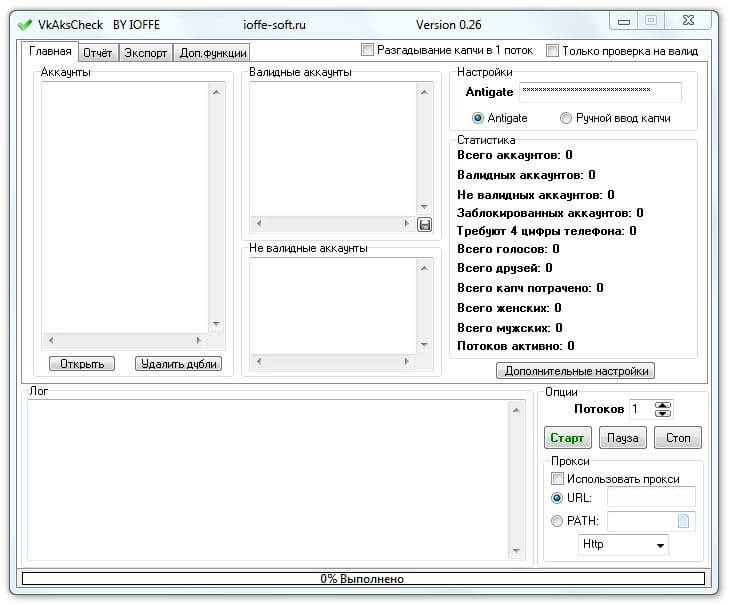 VkAksCheck BY IOFFE ioffe-soft.ru Version 0.26
Главная Отчёт Экспорт Доп.функции
Разгадывание капчи в 1 поток Только проверка на валид
Аккаунты
Открыть Удалить дубли
Валидные аккаунты
Не валидные аккаунты
Настройки
Antigate ********************************
Antigate Ручной ввод капчи
Статистика
Всего аккаунтов: 0
Валидных аккаунтов: 0
Не валидных аккаунтов: 0
Заблокированных аккаунтов: 0
Требуют 4 цифры телефона: 0
Всего голосов: 0
Всего друзей: 0
Всего капч потрачено: 0
Всего женских: 0
Всего мужских: 0
Потоков активно: 0
Дополнительные настройки
Лог
Опции
Потоков 1
Старт Пауза Стоп
Прокси
Использовать прокси
URL:
PATH:
Http
0% Выполнено